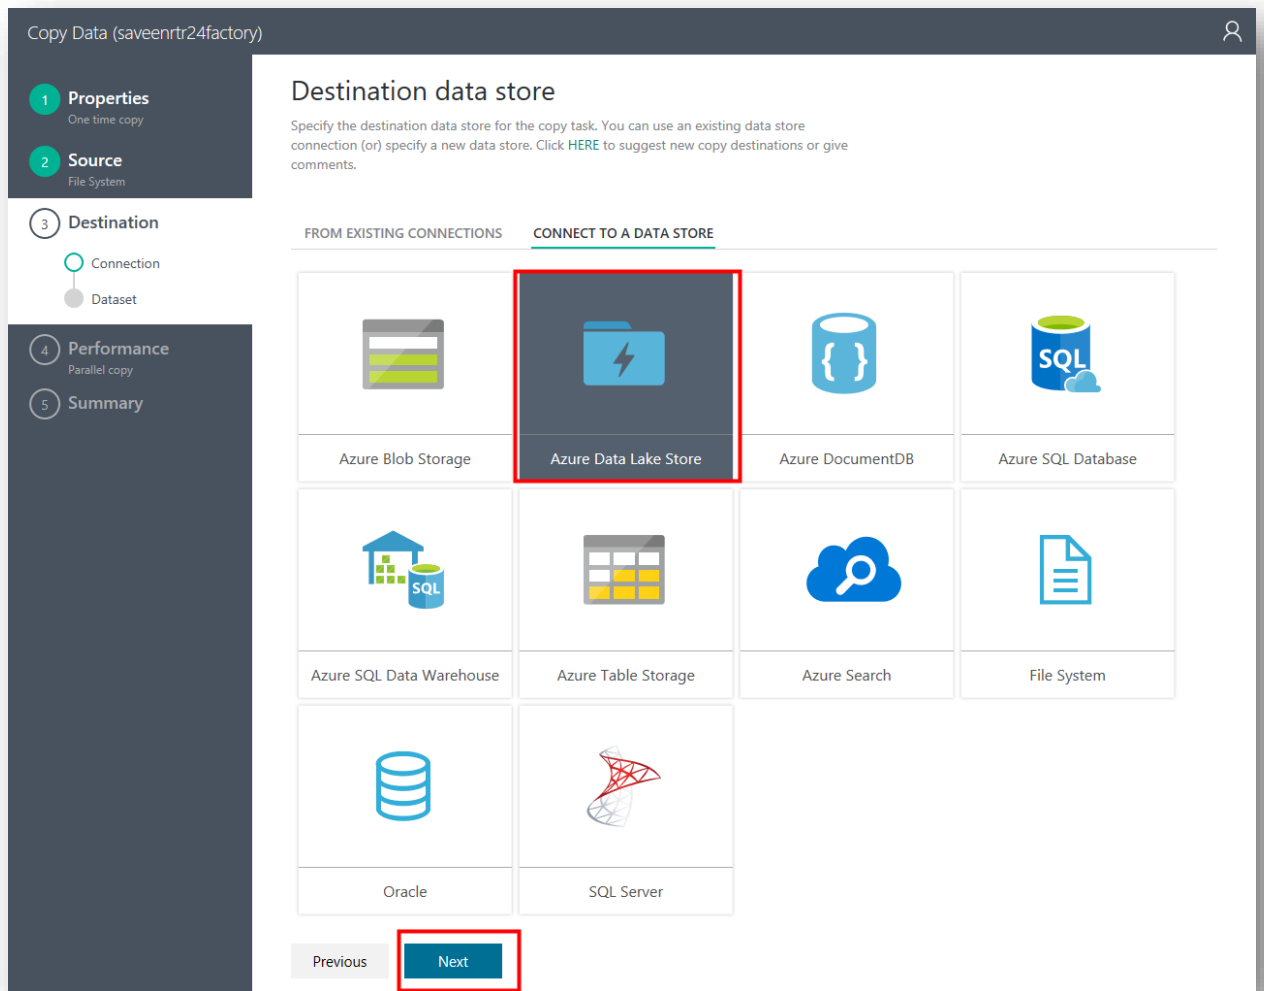 Copy Data (saveenrtr24factory)
1 Properties
One time copy
2 Source
File System
3 Destination
Connection
Dataset
4 Performance
Parallel copy
5 Summary
Destination data store
Specify the destination data store for the copy task. You can use an existing data store
connection (or) specify a new data store. Click HERE to suggest new copy destinations or give
comments.
FROM EXISTING CONNECTIONS CONNECT TO A DATA STORE
{ }
SQL
Azure Blob Storage Azure Data Lake Store Azure DocumentDB Azure SQL Database
SQL
Azure SQL Data Warehouse Azure Table Storage Azure Search File System
Oracle SQL Server
Previous Next